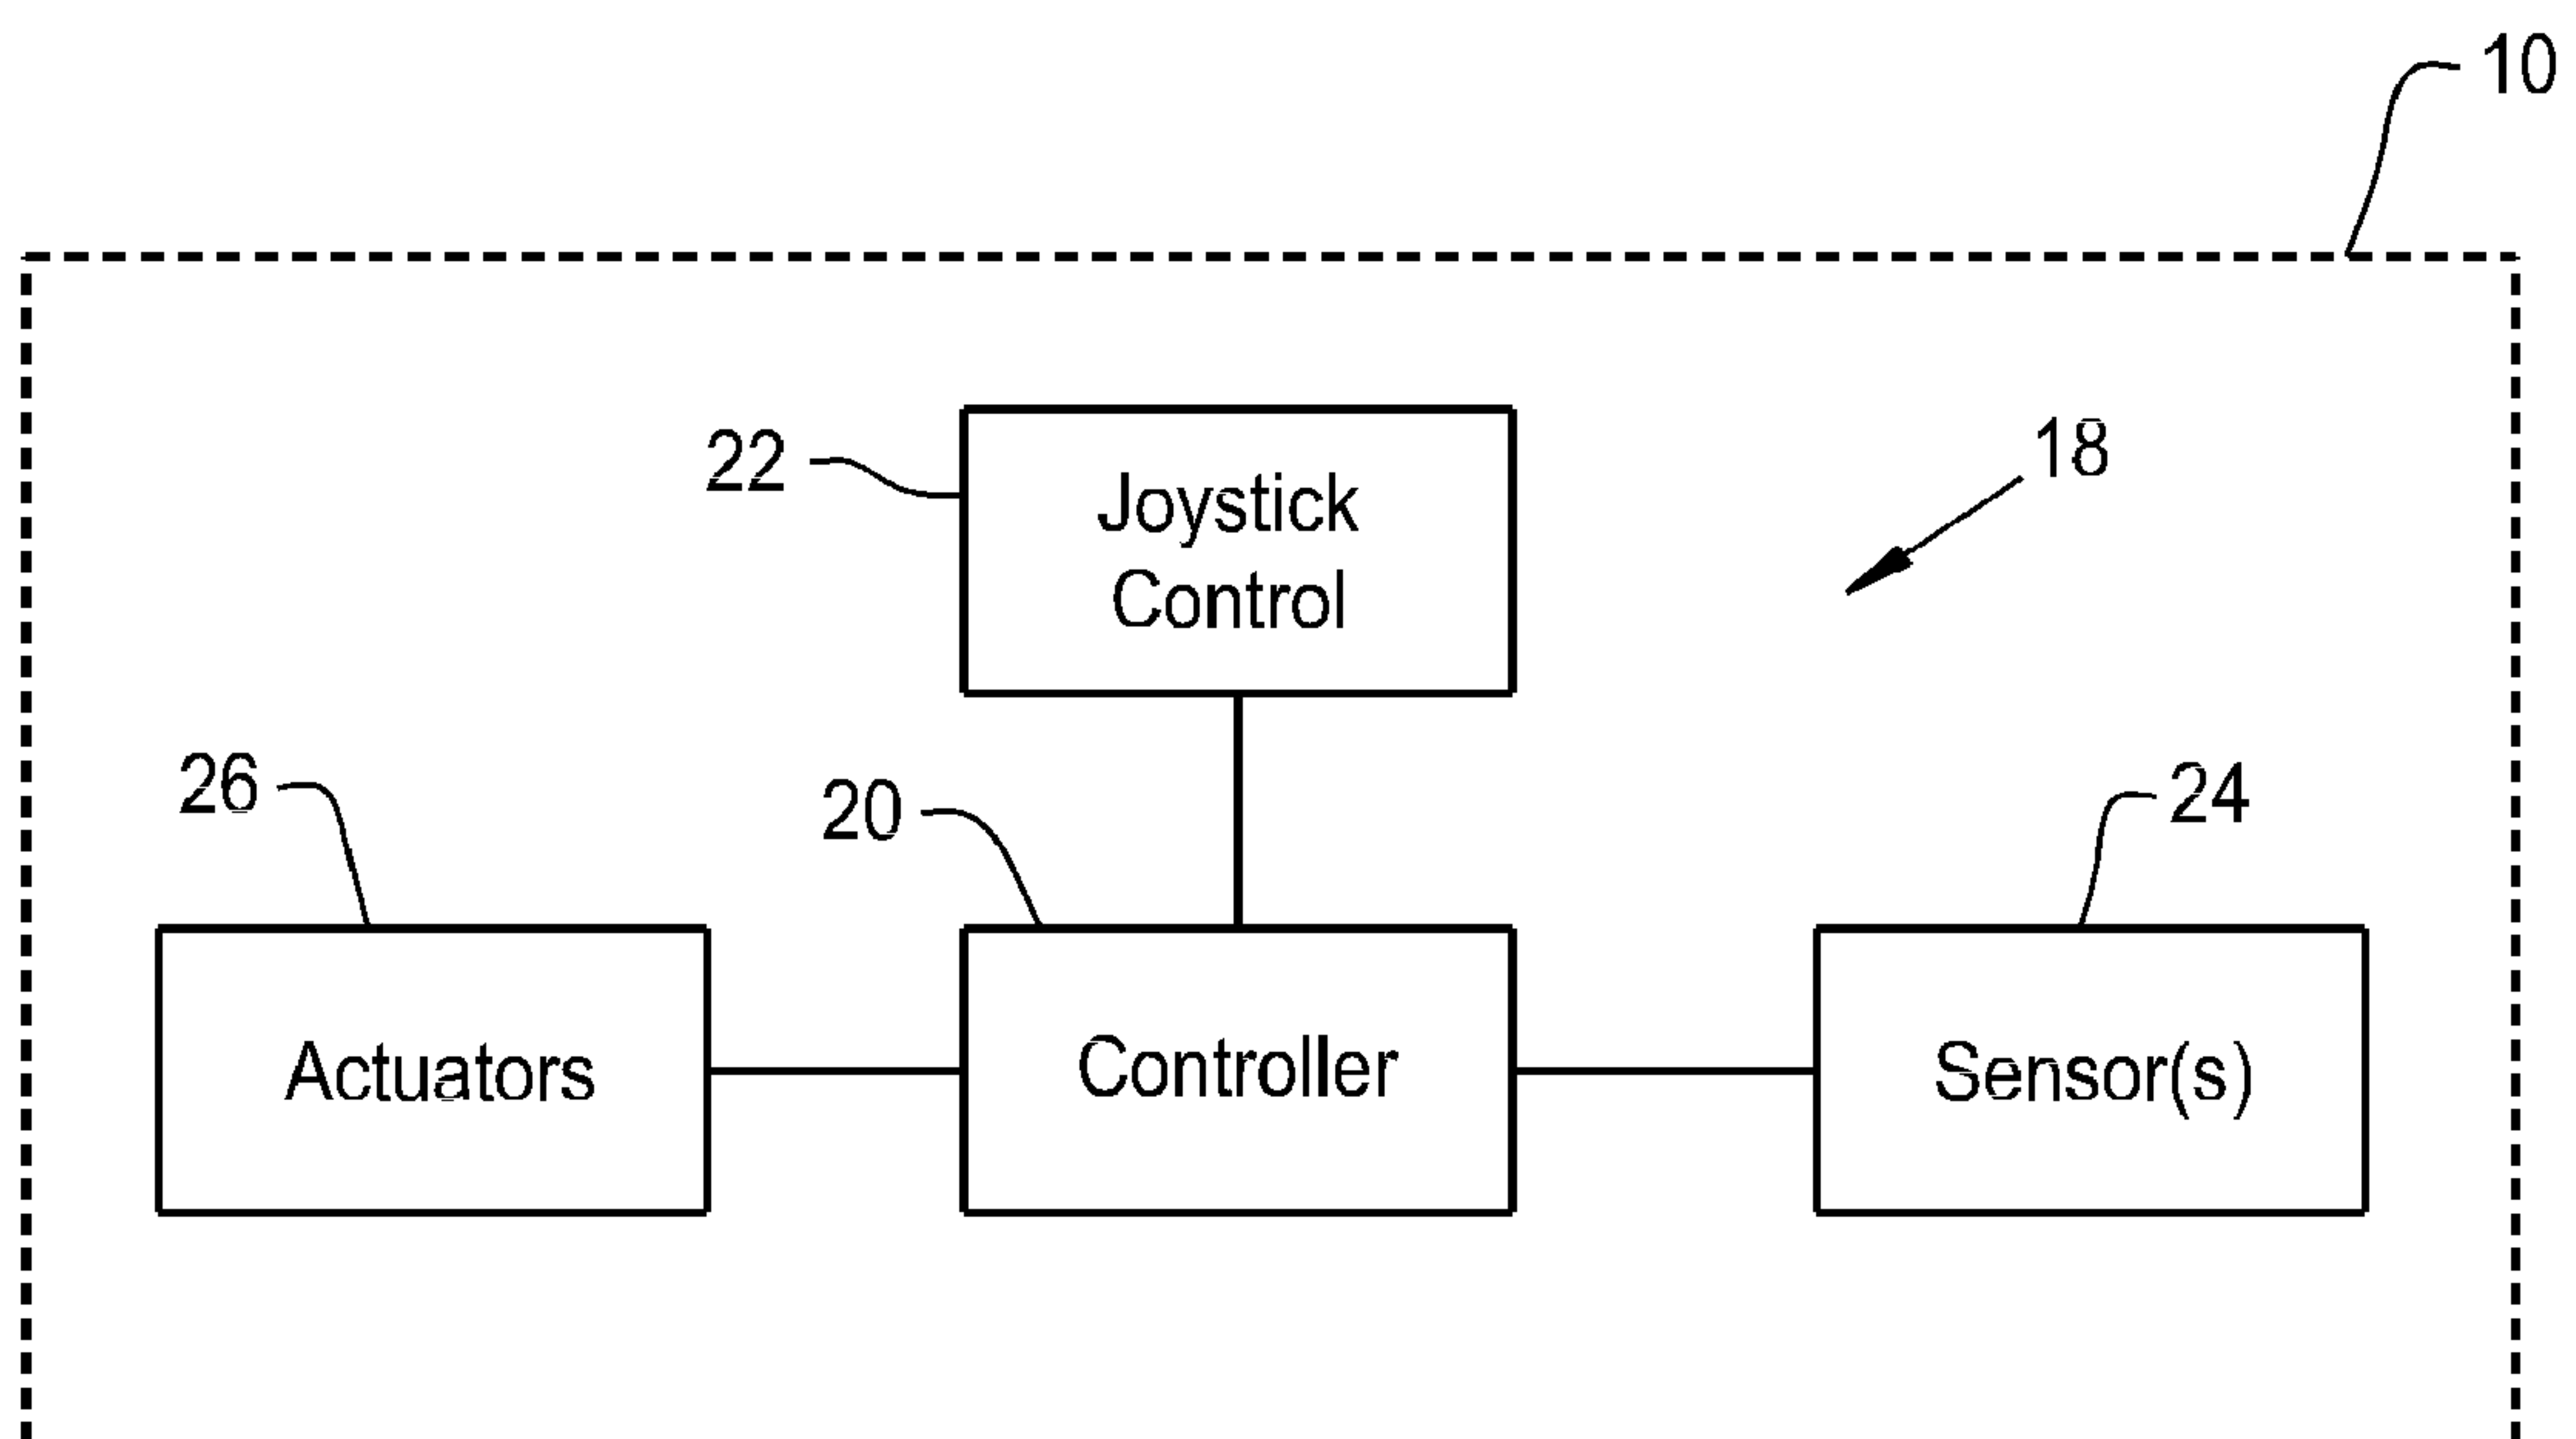 10
22
Joystick
Control
18
26
20
24
Actuators
Controller
Sensor(s)